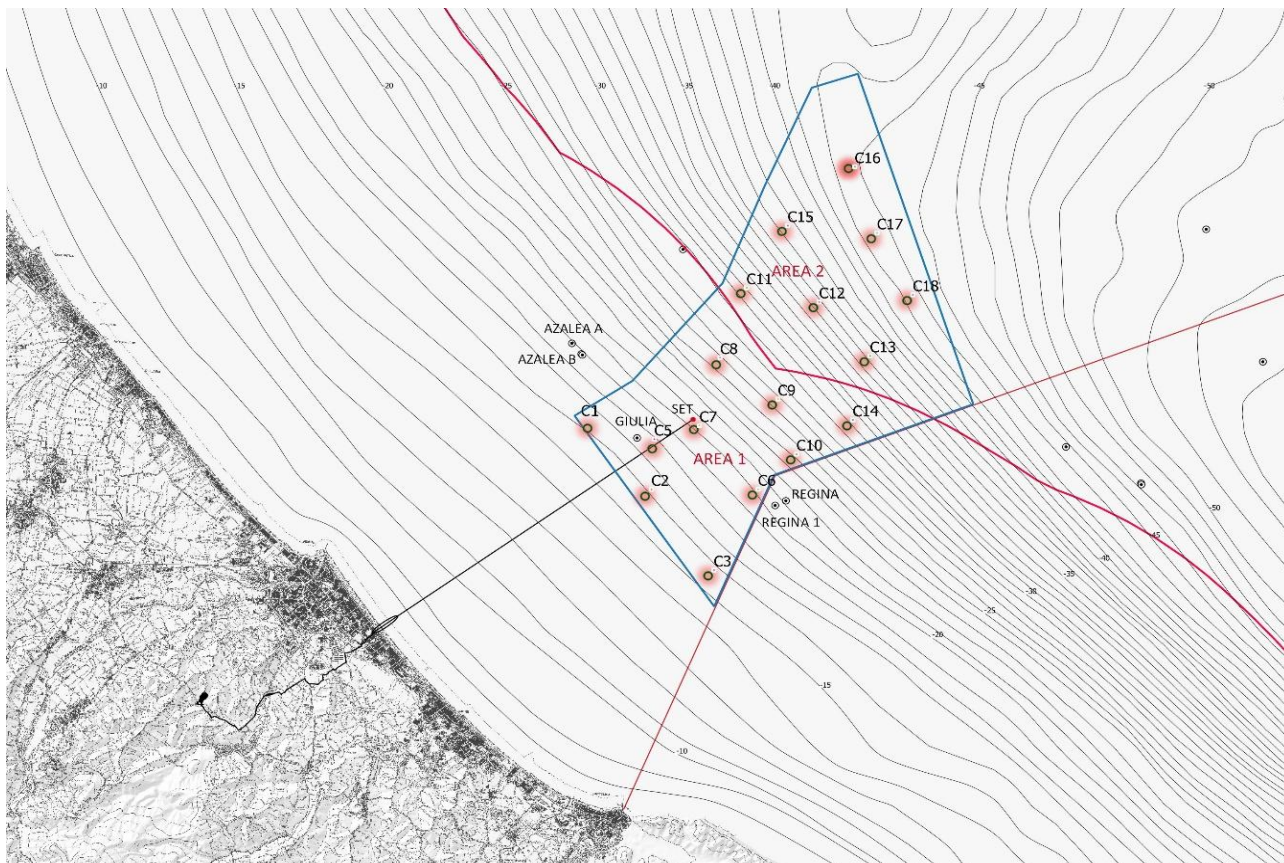 -10
-20
-25
-30
-35
-40
-45
-50
C16
C15
C17
AREA 2
C11
C12
C18
AZALEA A
AZALEA B
C8
C13
C9
C1
GIULIA
SET
C7
C14
C5
AREA 1
C10
C2
C6
REGINA
REGINA 1
-50
-45
-40
C3
-35
-30
-25
-20
-15
-10